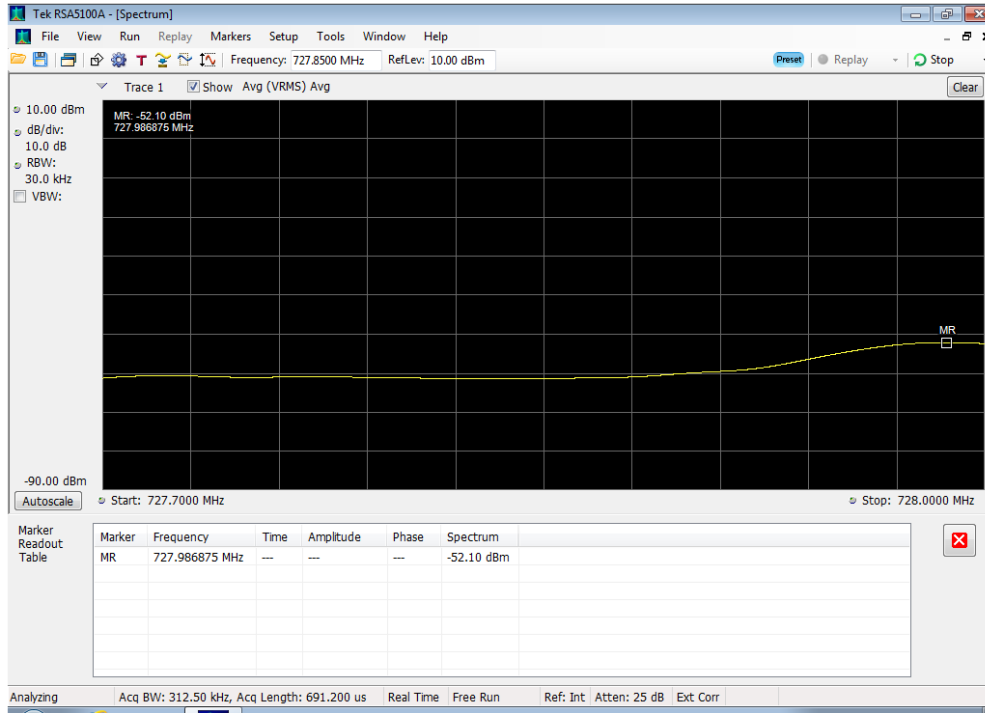 Tek RSA5100A - [Spectrum]
File View Run Replay Markers Setup Tools Window Help
T Frequency: 727.8500 MHz RefLev: 10.00 dBm Preset Replay Stop
Trace 1 Show Avg (VRMS) Avg Clear
10.00 dBm
dB/div:
10.0 dB
RBW:
30.0 kHz
VBW:
MR: -52.10 dBm
727.986875 MHz
MR
-90.00 dBm
Autoscale Start: 727.7000 MHz Stop: 728.0000 MHz
Marker
Readout
Table
Marker Frequency Time Amplitude Phase Spectrum
MR 727.986875 MHz --- --- --- -52.10 dBm
Analyzing Acq BW: 312.50 kHz, Acq Length: 691.200 us Real Time Free Run Ref: Int Atten: 25 dB Ext Corr